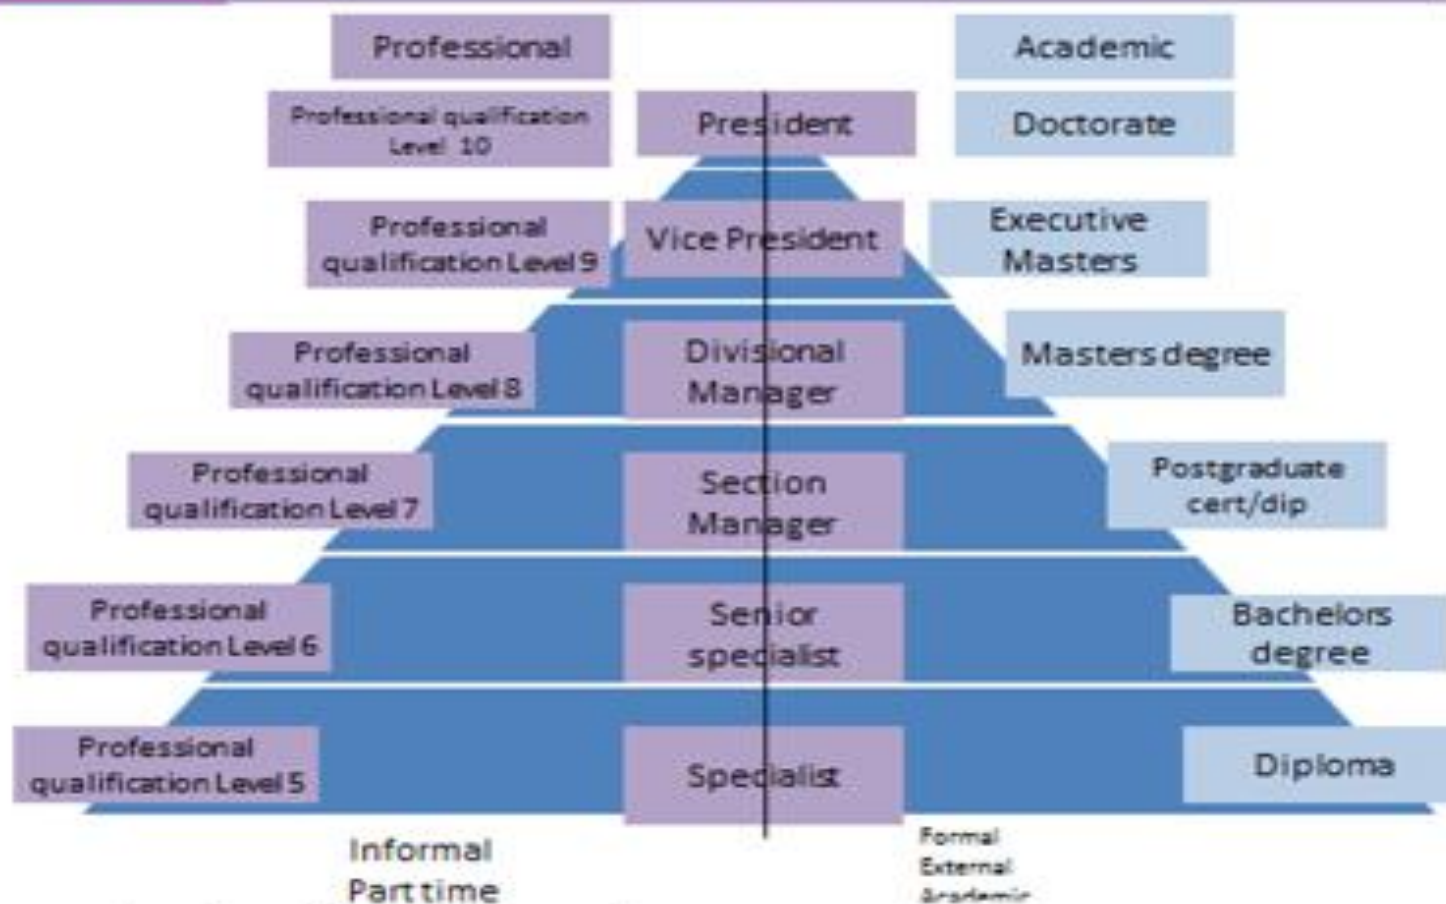 Professional
Academic
Professional qualification
Level 10
President
Doctorate
Professional
qualification Level 9
Vice President
Executive
Masters
Professional
qualification Level 8
Divisional
Manager
Masters degree
Professional
qualification Level 7
Section
Manager
Postgraduate
cert/dip
Professional
qualification Level 6
Senior
specialist
Bachelors
degree
Professional
qualification Level 5
Specialist
Diploma
Informal
Part time
Formal
External
Academic